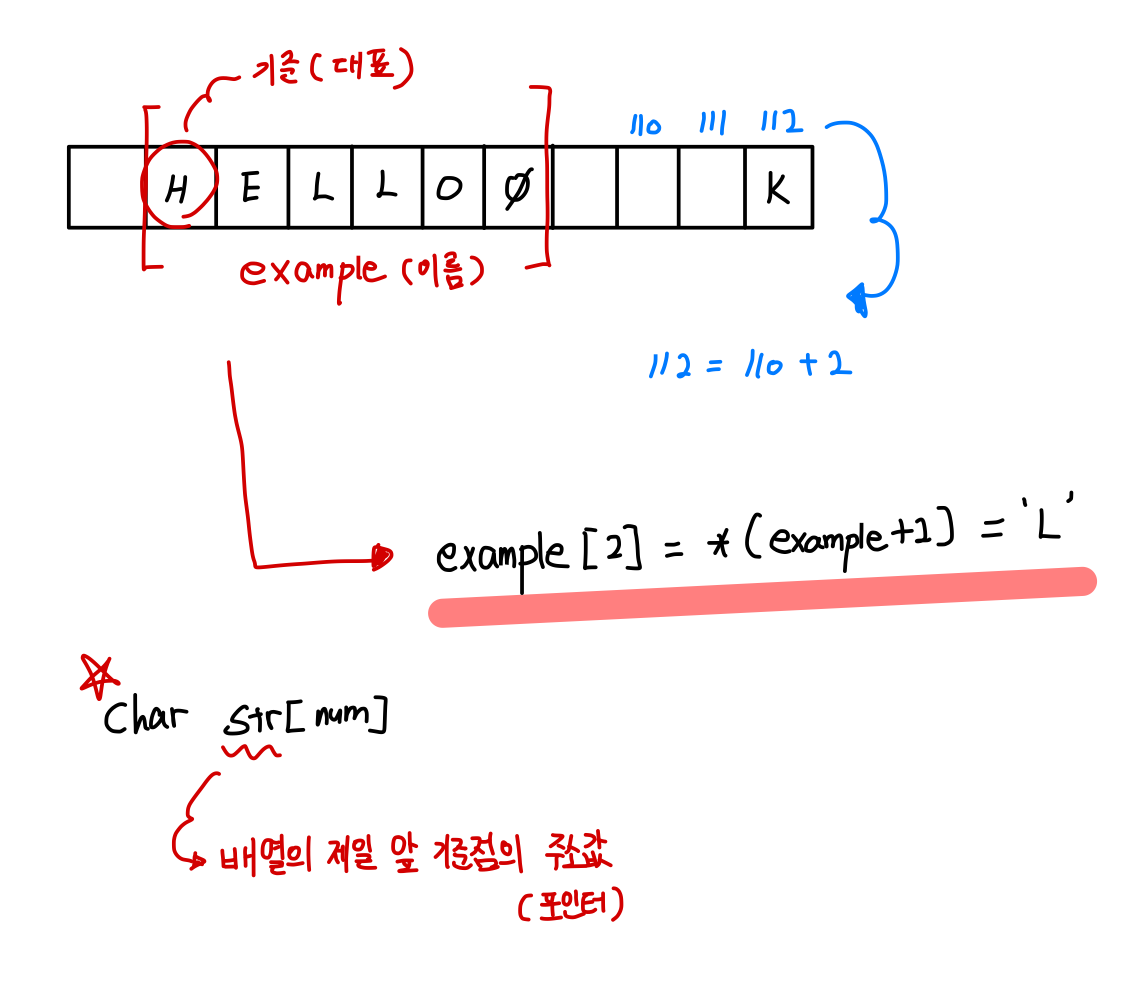 기준(대표)
110 111 112
H E L L O Ø K
example (이름)
112 = 110 + 2
example [2] = *(example+1) = 'L'
Char str[num]
배열의 제일 앞 기준점의 주소값
(포인터)